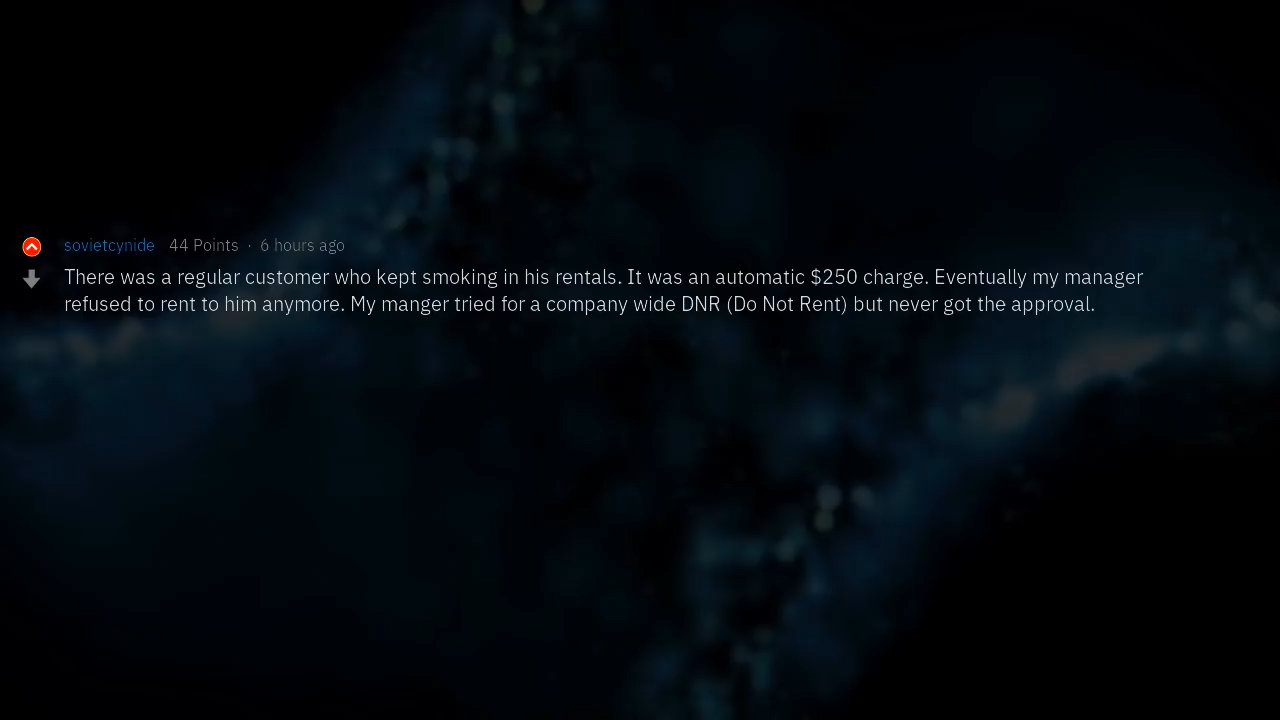 sovietcynide 44 Points · 6 hours ago
There was a regular customer who kept smoking in his rentals. It was an automatic $250 charge. Eventually my manager
refused to rent to him anymore. My manger tried for a company wide DNR (Do Not Rent) but never got the approval.